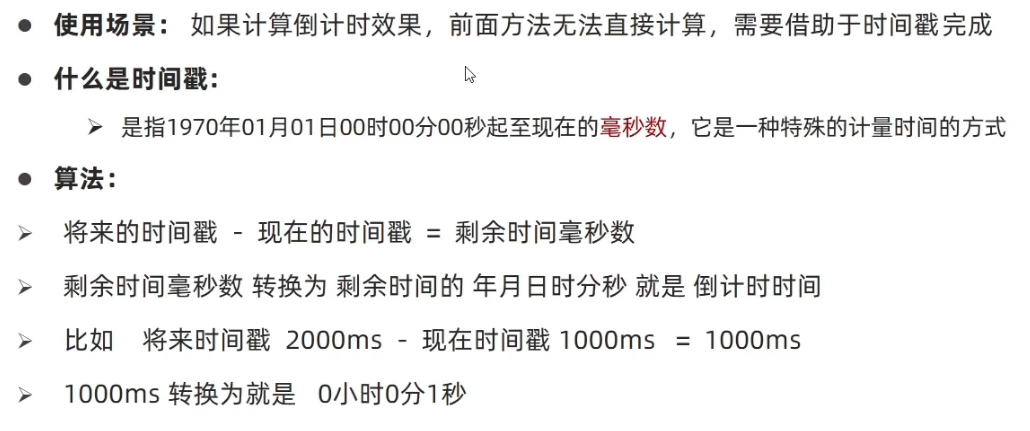 ● 使用场景：如果计算倒计时效果，前面方法无法直接计算，需要借助于时间戳完成
● 什么是时间戳：
➢ 是指1970年01月01日00时00分00秒起至现在的毫秒数，它是一种特殊的计量时间的方式
● 算法：
➢ 将来的时间戳 - 现在的时间戳 = 剩余时间毫秒数
➢ 剩余时间毫秒数 转换为 剩余时间的 年月日时分秒 就是 倒计时时间
➢ 比如 将来时间戳 2000ms - 现在时间戳 1000ms = 1000ms
➢ 1000ms 转换为就是 0小时0分1秒